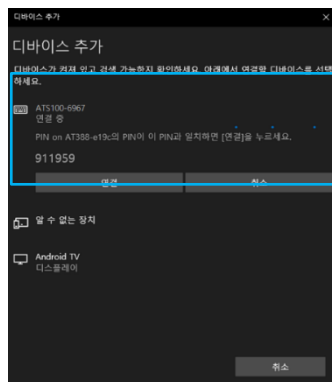 디바이스 추가
디바이스 추가
디바이스가 켜져 있고 검색 가능한지 확인하세요. 아래에서 연결할 디바이스를 선택
하세요.
ATS100-6967
연결 중
PIN on AT388-e19c의 PIN이 이 PIN과 일치하면 [연결]을 누르세요.
911959
연결
취소
알 수 없는 장치
Android TV
디스플레이
취소